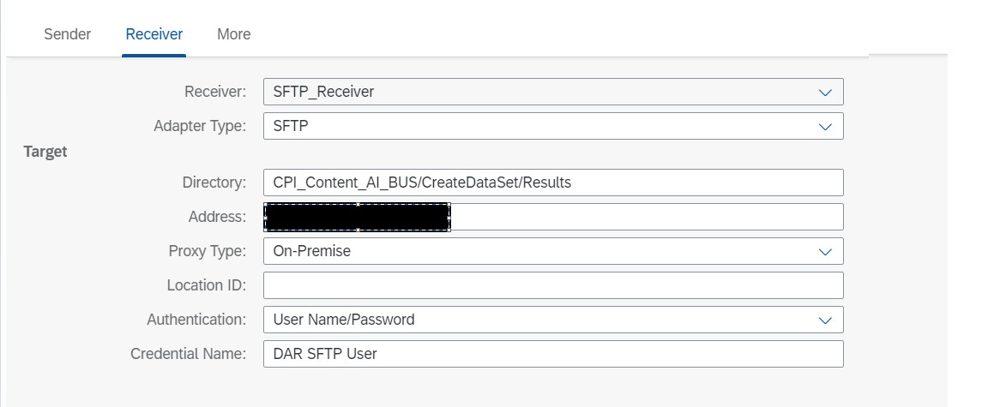 Sender Receiver More
Receiver: SFTP_Receiver
Adapter Type: SFTP
Target
Directory: CPI_Content_AI_BUS/CreateDataSet/Results
Address:
Proxy Type: On-Premise
Location ID:
Authentication: User Name/Password
Credential Name: DAR SFTP User